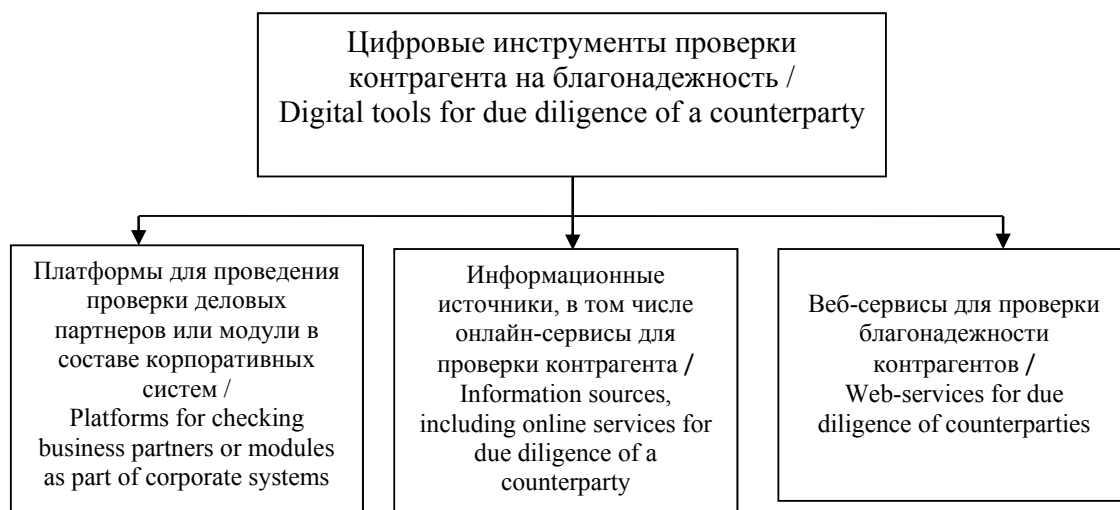 Цифровые инструменты проверки
контрагента на благонадежность /
Digital tools for due diligence of a counterparty
Платформы для проведения
проверки деловых
партнеров или модули в
составе корпоративных
систем /
Platforms for checking
business partners or modules
as part of corporate systems
Информационные
источники, в том числе
онлайн-сервисы для
проверки контрагента /
Information sources,
including online services for
due diligence of a
counterparty
Веб-сервисы для проверки
благонадежности
контрагентов /
Web-services for due
diligence of counterparties